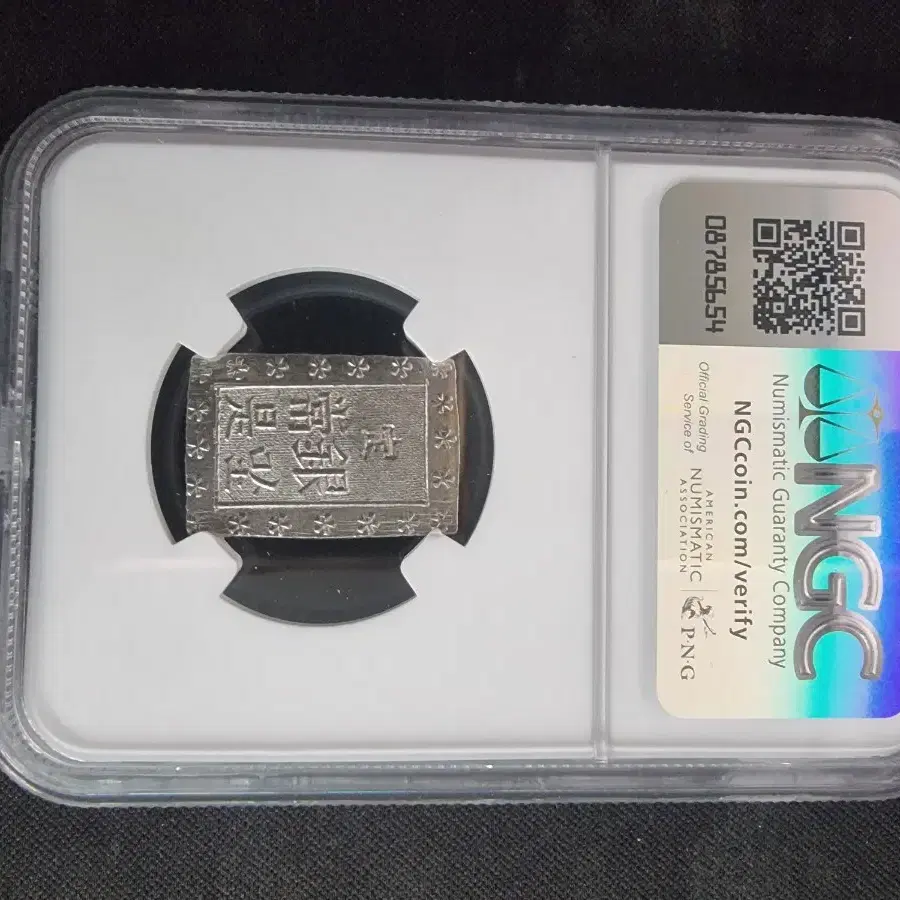 08785654
NGC
Numismatic Guaranty Company
NGCcoin.com/verify
Official Grading
Service of
AMERICAN
NUMISMATIC
ASSOCIATION
P·N·G
定
銀座
常是